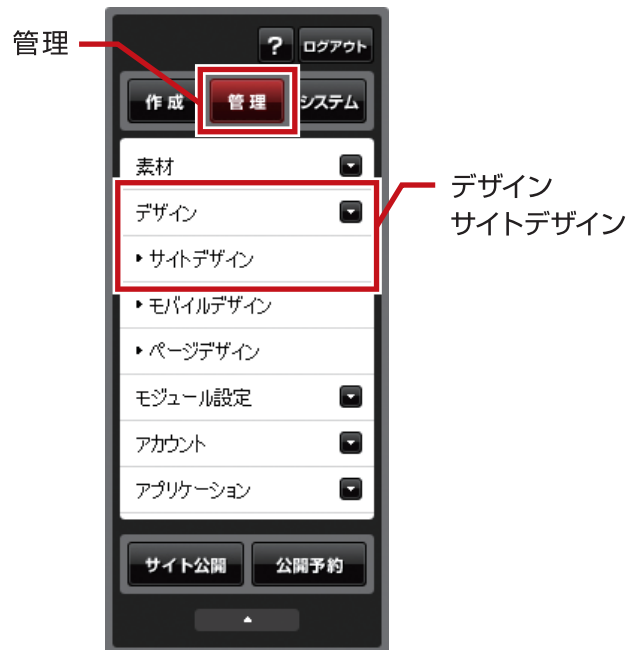 管理
? ログアウト
作成 管理 システム
素材
デザイン
サイトデザイン
モバイルデザイン
ページデザイン
モジュール設定
アカウント
アプリケーション
サイト公開 公開予約
デザイン
サイトデザイン